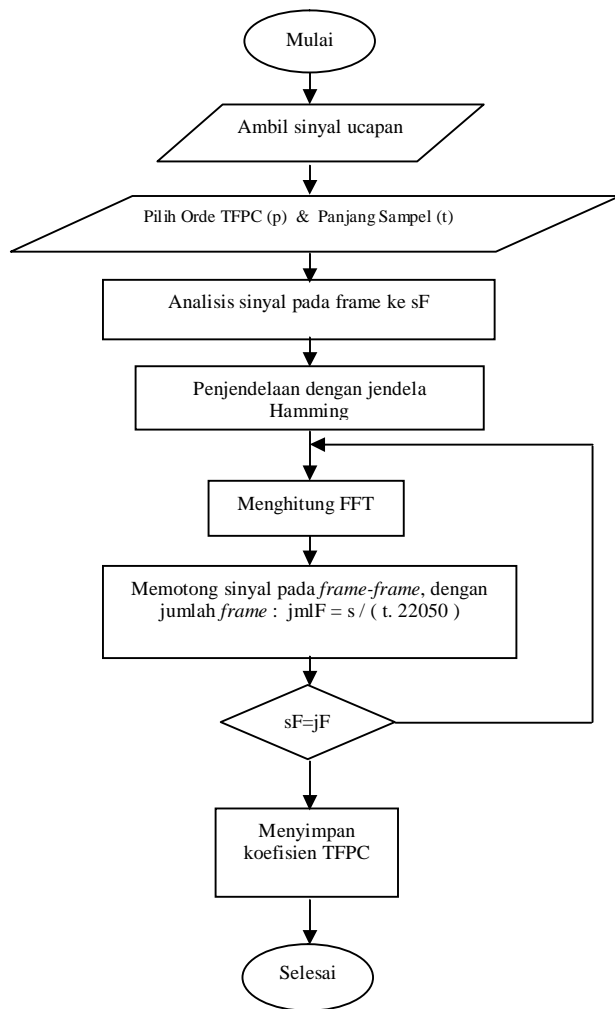 Mulai
Ambil sinyal ucapan
Pilih Orde TFPC (p) & Panjang Sampel (t)
Analisis sinyal pada frame ke sF
Penjendelaan dengan jendela
Hamming
Menghitung FFT
Memotong sinyal pada frame-frame, dengan
jumlah frame : jmlF = s / ( t. 22050 )
sF=jF
Menyimpan
koefisien TFPC
Selesai